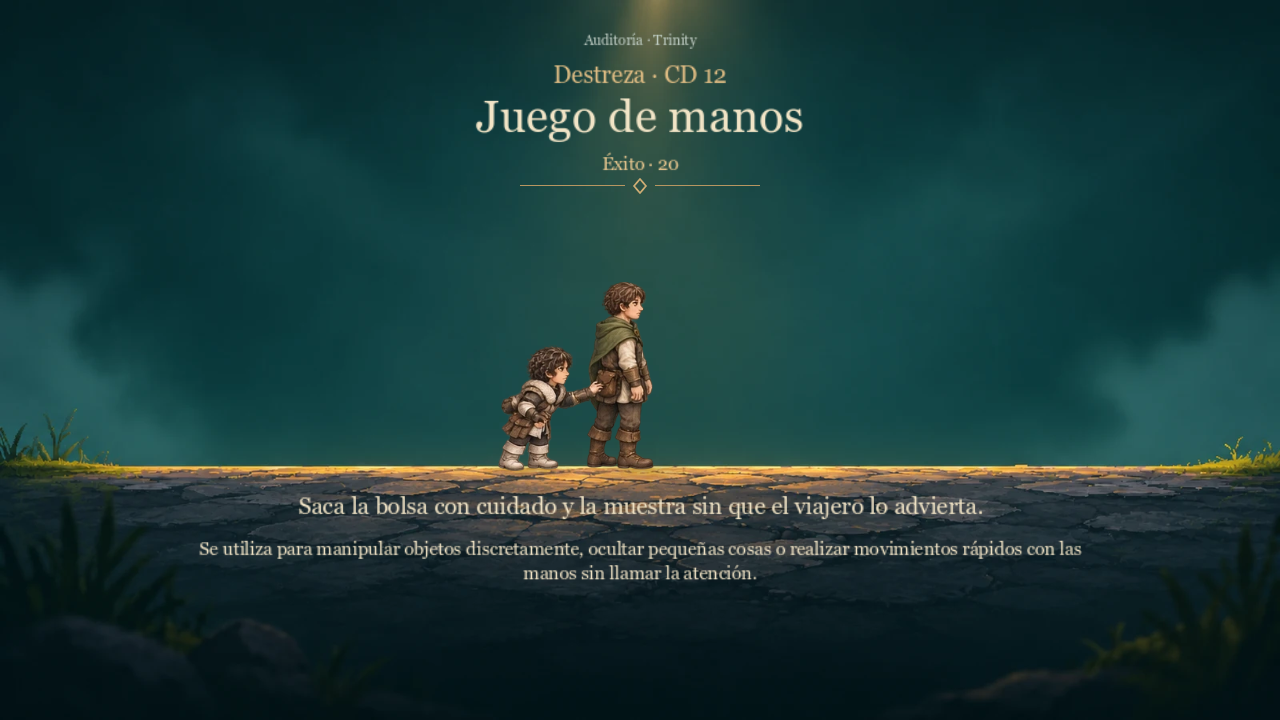 Auditoría · Trinity
Destreza · CD 12
Juego de manos
Éxito · 20
Saca la bolsa con cuidado y la muestra sin que el viajero lo advierta.
Se utiliza para manipular objetos discretamente, ocultar pequeñas cosas o realizar movimientos rápidos con las
manos sin llamar la atención.